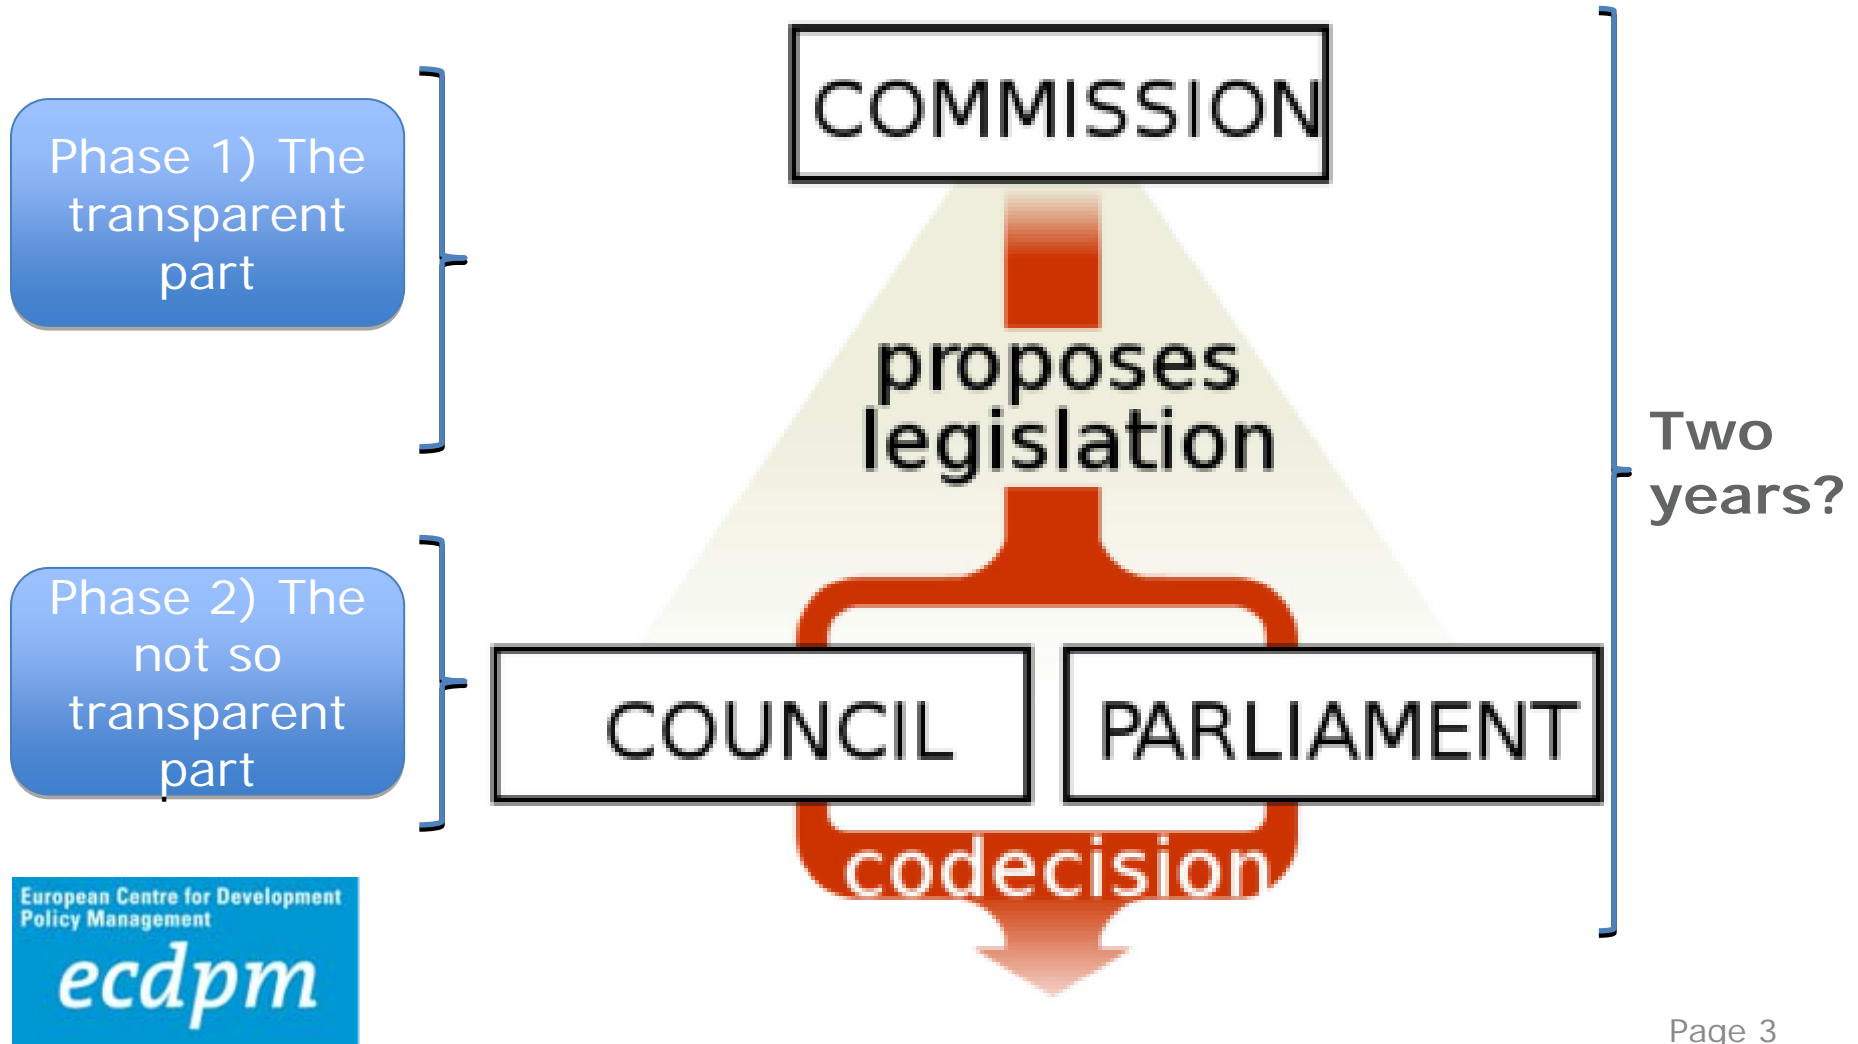 COMMISSION
Phase 1) The
transparent
part
proposes
legislation
Two
years?
Phase 2) The
not so
transparent
part
COUNCIL
PARLIAMENT
codecision
European Centre for Development
Policy Management
ecdpm
Page 3